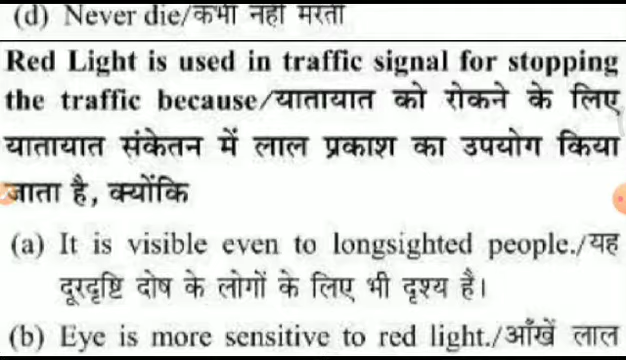 (d) Never die/कभी नहीं मरती
Red Light is used in traffic signal for stopping
the traffic because/यातायात को रोकने के लिए
यातायात संकेतन में लाल प्रकाश का उपयोग किया
जाता है, क्योंकि
(a) It is visible even to longsighted people./यह
दूरदृष्टि दोष के लोगों के लिए भी दृश्य है।
(b) Eye is more sensitive to red light./आँखें लाल